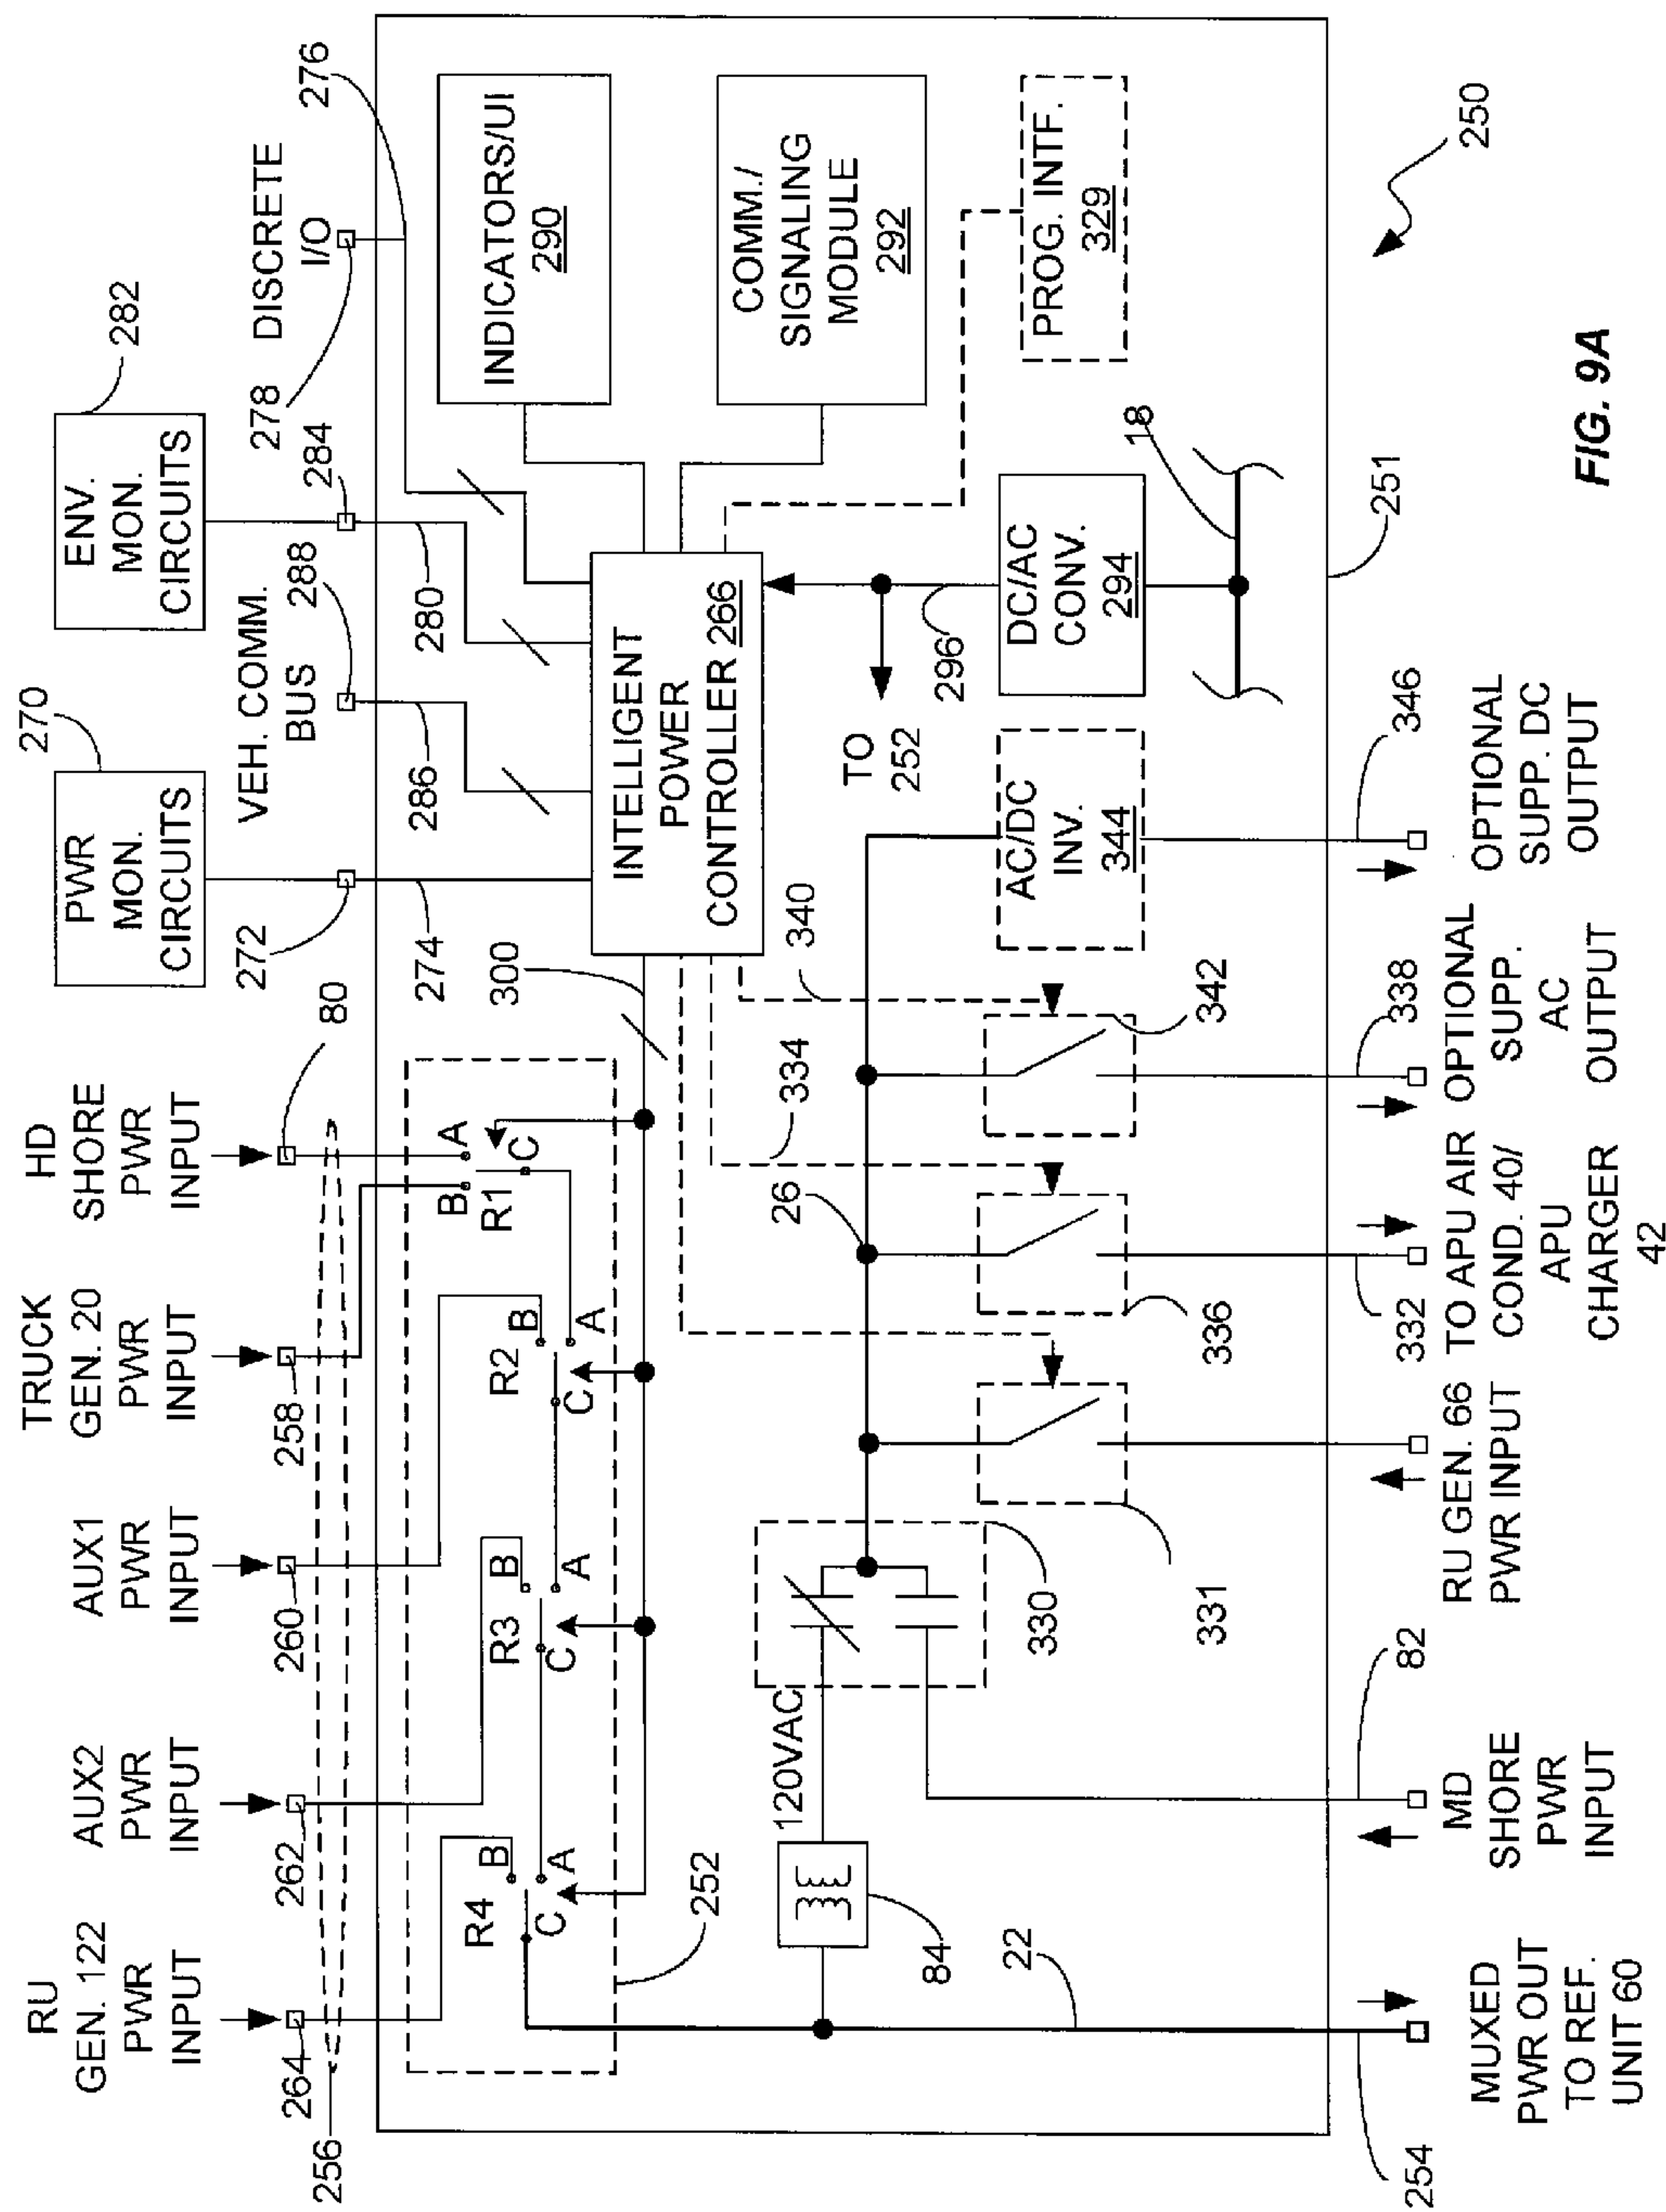 RU
GEN. 122
PWR
INPUT
AUX2
PWR
INPUT
AUX1
PWR
INPUT
TRUCK
GEN. 20
PWR
INPUT
HD
SHORE
PWR
INPUT
PWR
MON.
CIRCUITS
270
VEH. COMM.
BUS
ENV.
MON.
CIRCUITS
282
DISCRETE
I/O
256
264
262
260
258
80
272
288
284
278
276
274
286
280
R4
B
A
C
R3
B
A
C
R2
B
A
C
R1
B
A
C
252
300
INTELLIGENT
POWER
CONTROLLER 266
INDICATORS/UI
290
COMM./
SIGNALING
MODULE
292
PROG. INTF.
329
120VAC
84
22
330
331
26
334
336
340
342
TO
252
296
AC/DC
INV.
344
DC/AC
CONV.
294
18
251
250
254
82
332
338
346
MUXED
PWR OUT
TO REF.
UNIT 60
MD
SHORE
PWR
INPUT
RU GEN. 66
PWR INPUT
TO APU AIR
COND. 40/
APU
CHARGER
42
OPTIONAL
SUPP.
AC
OUTPUT
OPTIONAL
SUPP. DC
OUTPUT
FIG. 9A